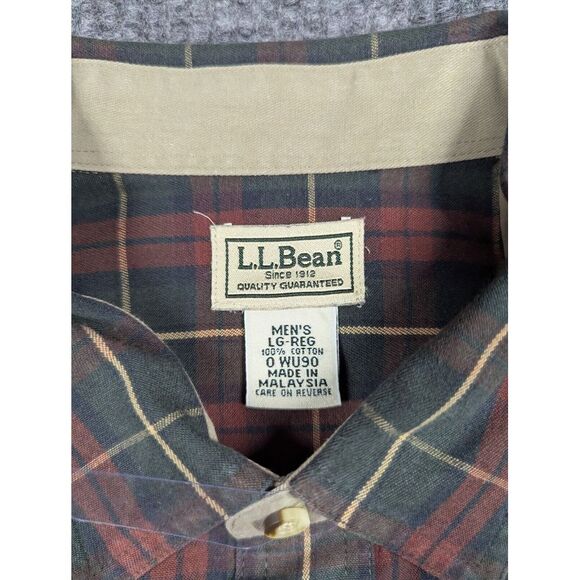 L.L.Bean®
Since 1912
QUALITY GUARANTEED
MEN'S
LG-REG
100% COTTON
0 WU90
MADE IN
MALAYSIA
CARE ON REVERSE